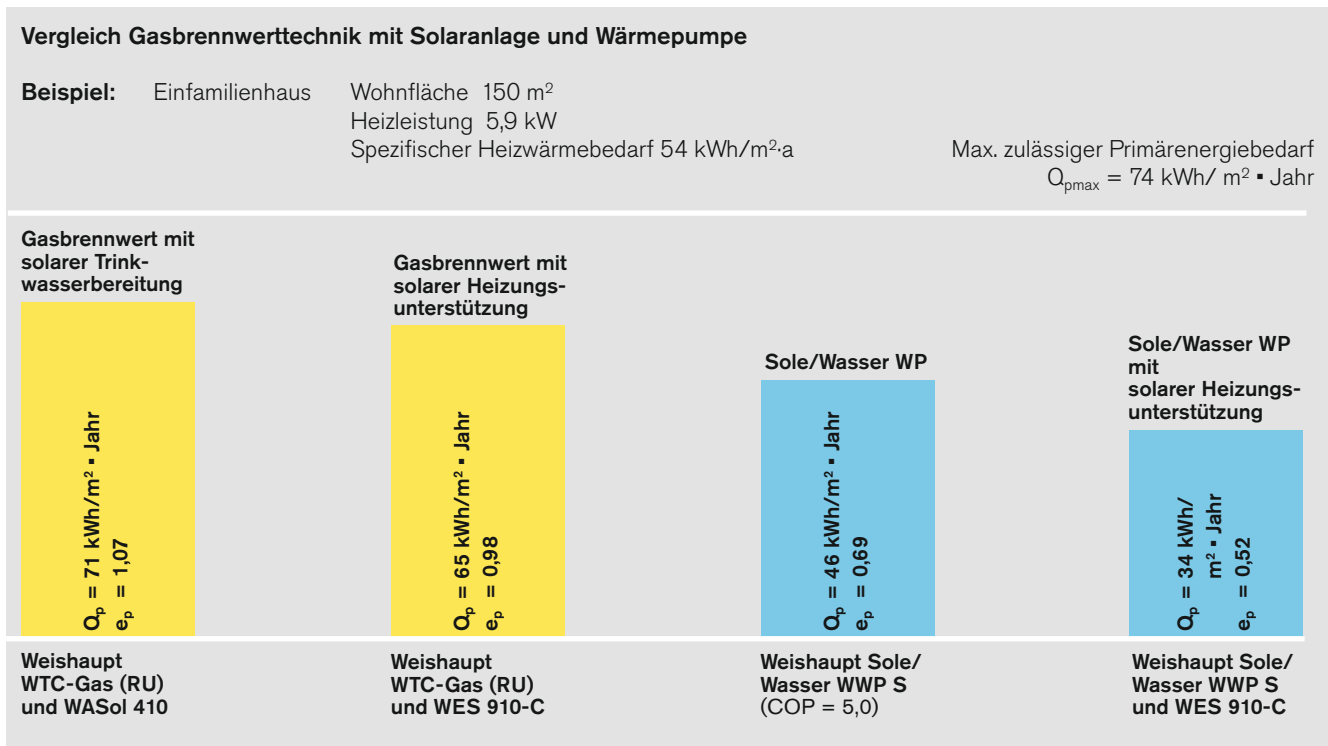 Vergleich Gasbrennwerttechnik mit Solaranlage und Wärmepumpe
Beispiel: Einfamilienhaus Wohnfläche 150 m²
Heizleistung 5,9 kW
Spezifischer Heizwärmebedarf 54 kWh/m²·a
Max. zulässiger Primärenergiebedarf
Qpmax = 74 kWh/ m² ▪ Jahr
Gasbrennwert mit
solarer Trink-
wasserbereitung
Qp = 71 kWh/m² ▪ Jahr
ep = 1,07
Weishaupt
WTC-Gas (RU)
und WASol 410
Gasbrennwert mit
solarer Heizungs-
unterstützung
Qp = 65 kWh/m² ▪ Jahr
ep = 0,98
Weishaupt
WTC-Gas (RU)
und WES 910-C
Sole/Wasser WP
Qp = 46 kWh/m² ▪ Jahr
ep = 0,69
Weishaupt Sole/
Wasser WWP S
(COP = 5,0)
Sole/Wasser WP
mit
solarer Heizungs-
unterstützung
Qp = 34 kWh/
m² ▪ Jahr
ep = 0,52
Weishaupt Sole/
Wasser WWP S
und WES 910-C